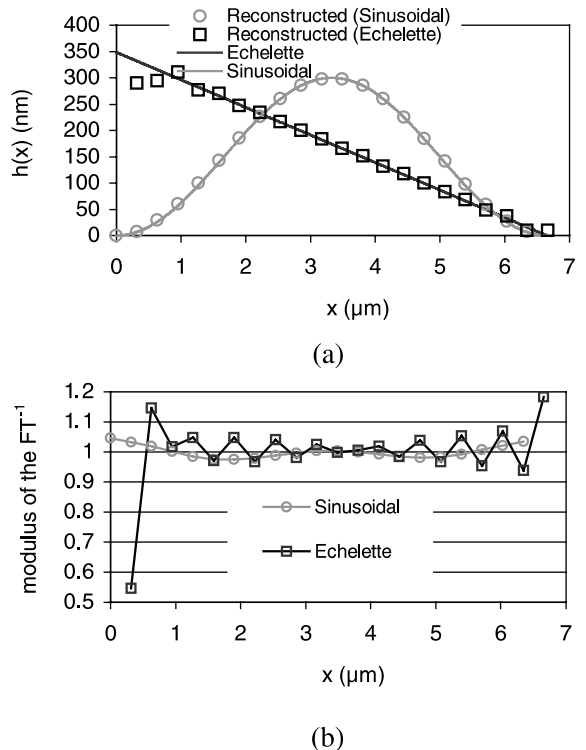 Reconstructed (Sinusoidal)
Reconstructed (Echelette)
Echelette
Sinusoidal
400
350
300
250
200
150
100
50
0
h(x) (nm)
0 1 2 3 4 5 6 7
x (µm)
(a)
1.2
1.1
1
0.9
0.8
0.7
0.6
0.5
modulus of the FT⁻¹
Sinusoidal
Echelette
0 1 2 3 4 5 6 7
x (µm)
(b)